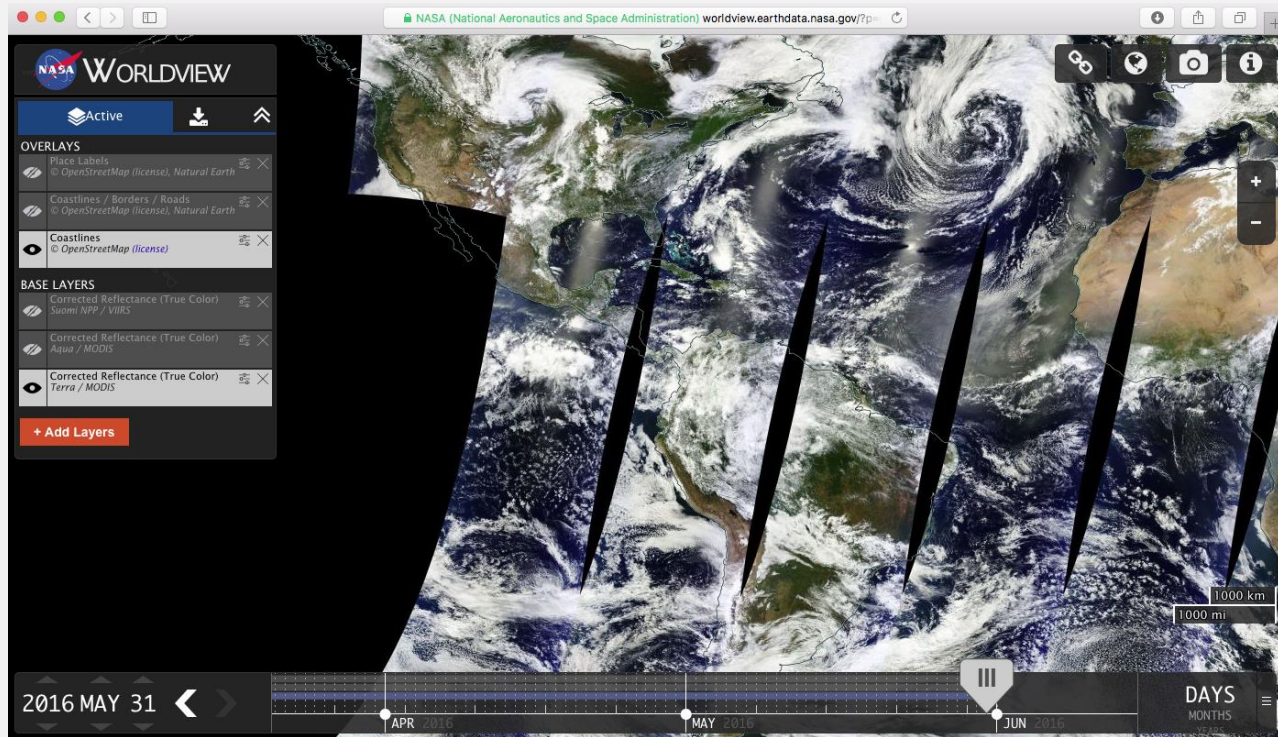 NASA (National Aeronautics and Space Administration) worldview.earthdata.nasa.gov/?p=
NASA WORLDVIEW
Active
OVERLAYS
Place Labels
© OpenStreetMap (license), Natural Earth
Coastlines / Borders / Roads
© OpenStreetMap (license), Natural Earth
Coastlines
© OpenStreetMap (license)
BASE LAYERS
Corrected Reflectance (True Color)
Suomi NPP / VIIRS
Corrected Reflectance (True Color)
Aqua / MODIS
Corrected Reflectance (True Color)
Terra / MODIS
+ Add Layers
+
−
1000 km
1000 mi
2016 MAY 31
APR 2016
MAY 2016
JUN 2016
DAYS
MONTHS
YEARS